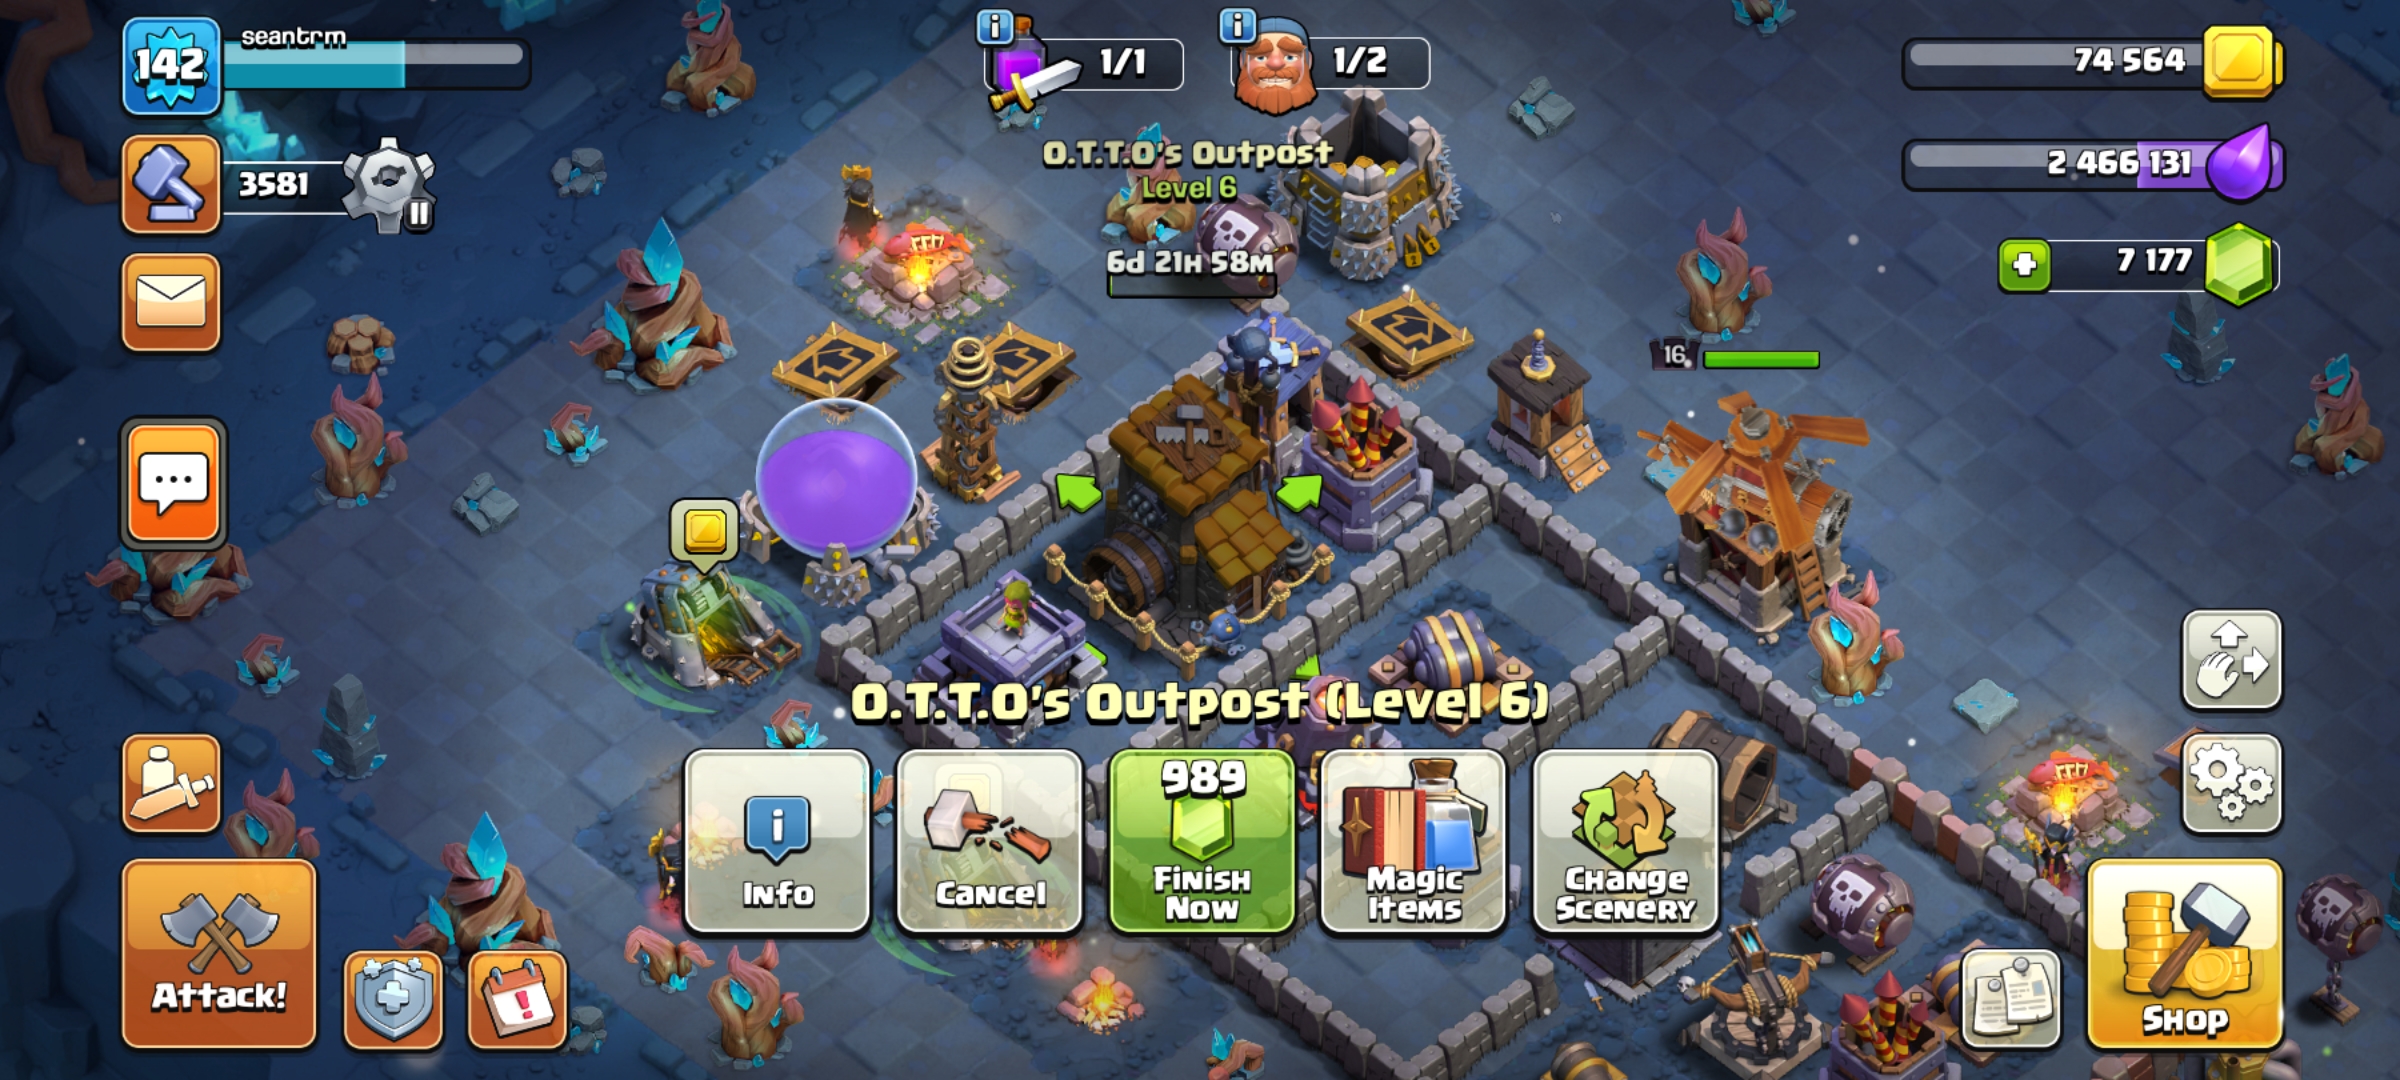 142
seantrm
1/1
1/2
74 564
3581
O.T.T.O's Outpost
Level 6
2 466 131
6d 21H 58M
7 177
16
O.T.T.O's Outpost (Level 6)
Info
Cancel
989
Finish
Now
Magic
Items
Change
Scenery
Attack!
Shop